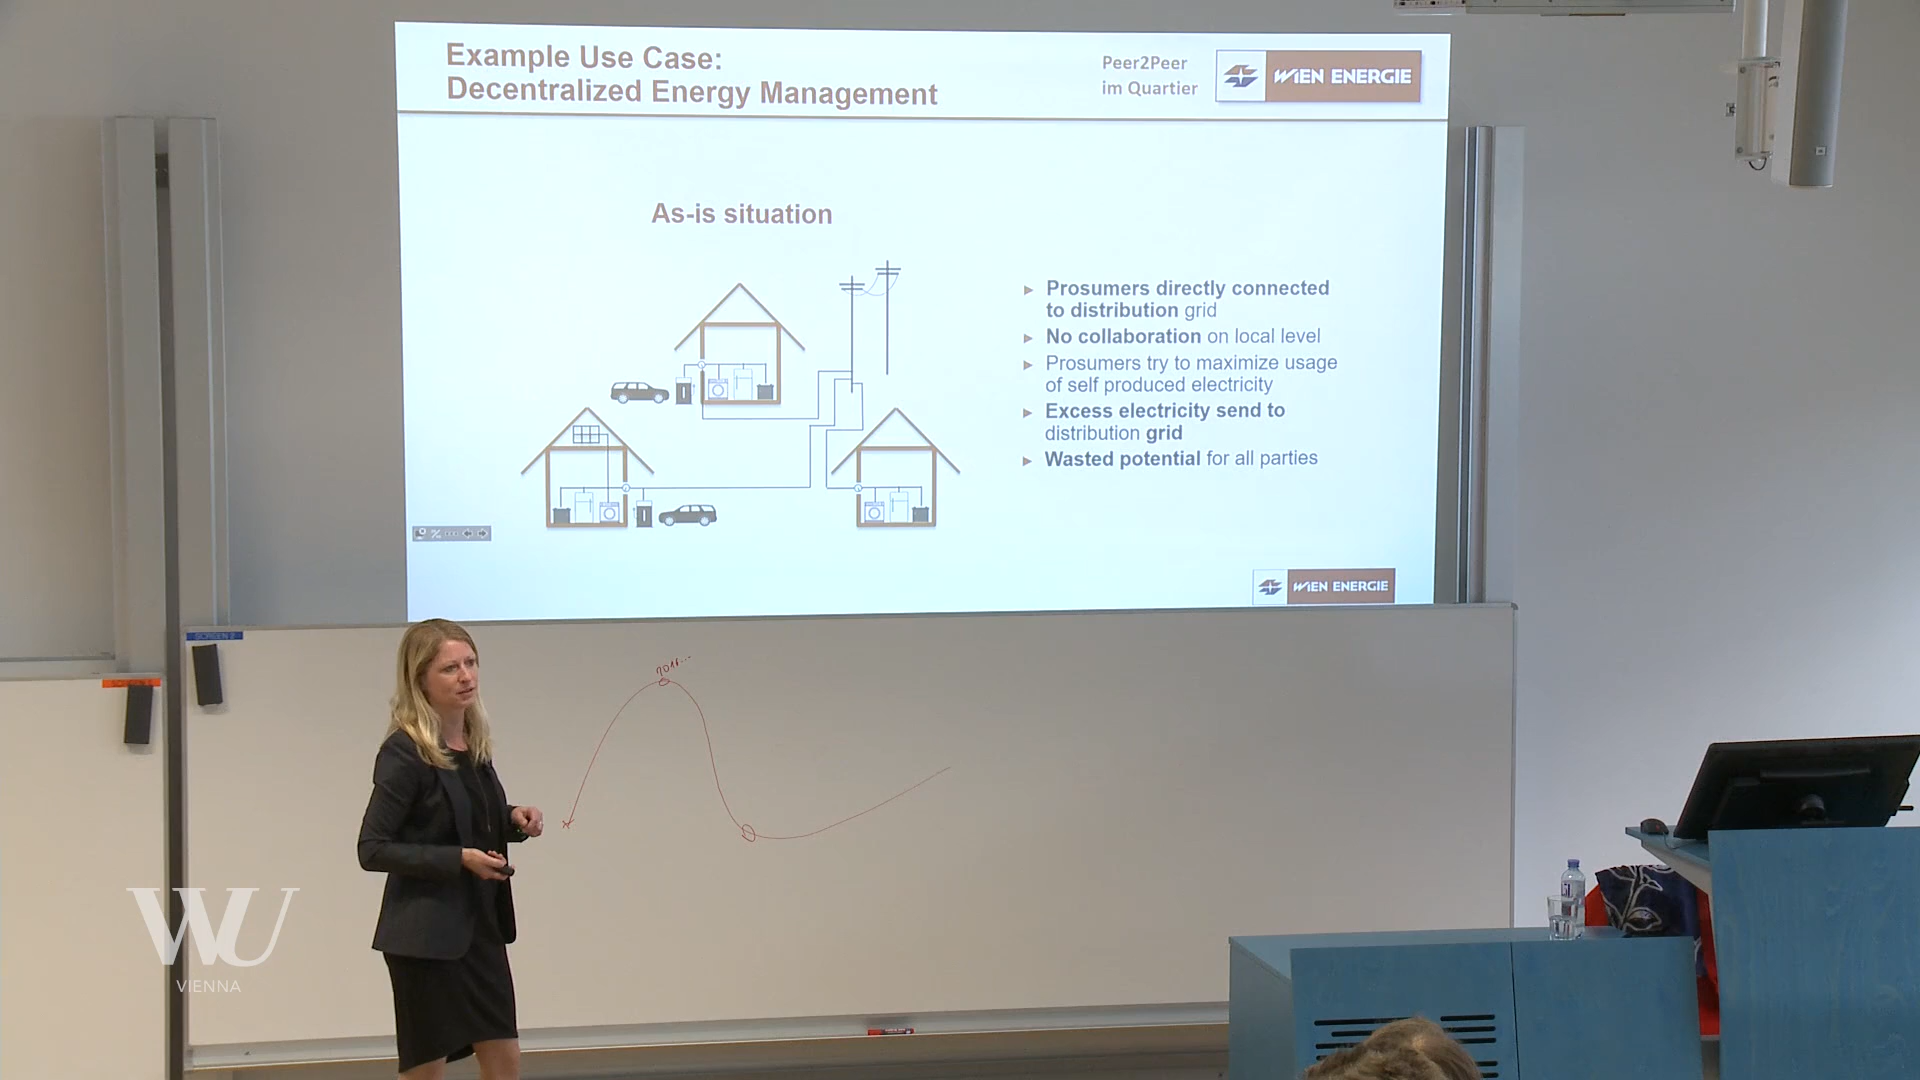 Example Use Case:
Decentralized Energy Management
Peer2Peer
im Quartier
WIEN ENERGIE
As-is situation
Prosumers directly connected
to distribution grid
No collaboration on local level
Prosumers try to maximize usage
of self produced electricity
Excess electricity send to
distribution grid
Wasted potential for all parties
WIEN ENERGIE
SCREEN 2
WU
VIENNA